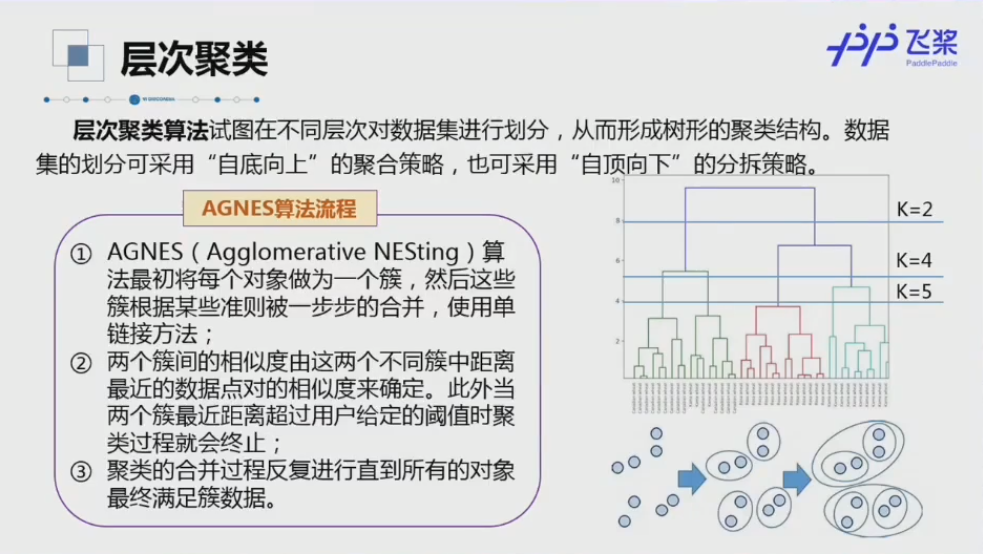 层次聚类
飞桨
PaddlePaddle
层次聚类算法试图在不同层次对数据集进行划分，从而形成树形的聚类结构。数据
集的划分可采用“自底向上”的聚合策略，也可采用“自顶向下”的分拆策略。
AGNES算法流程
① AGNES（Agglomerative NESting）算
法最初将每个对象做为一个簇，然后这些
簇根据某些准则被一步步的合并，使用单
链接方法；
② 两个簇间的相似度由这两个不同簇中距离
最近的数据点对的相似度来确定。此外当
两个簇最近距离超过用户给定的阈值时聚
类过程就会终止；
③ 聚类的合并过程反复进行直到所有的对象
最终满足簇数据。
10
8
6
4
2
K=2
K=4
K=5